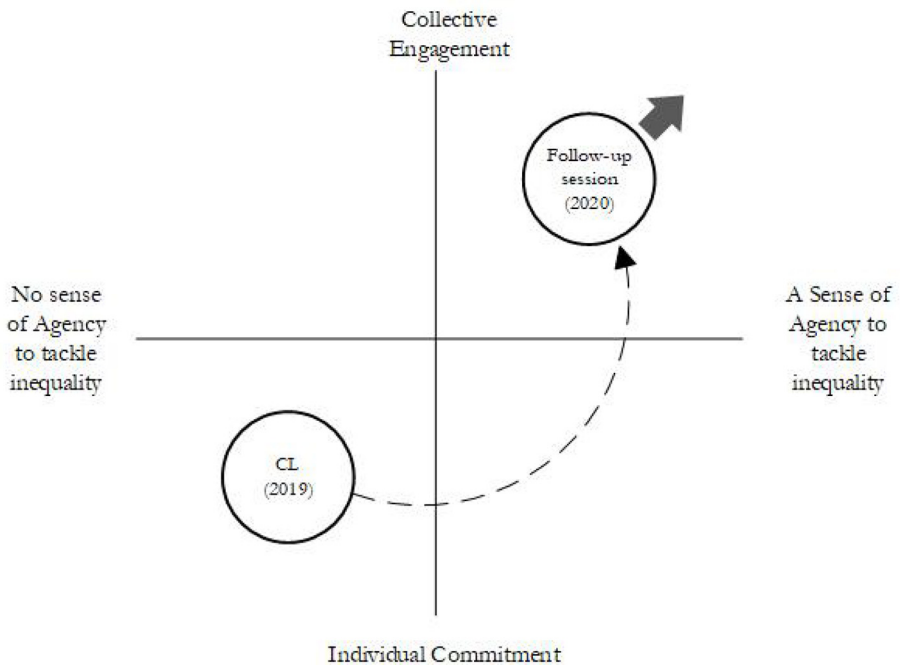 Collective
Engagement
Follow-up
session
(2020)
No sense
of Agency
to tackle
inequality
A Sense of
Agency to
tackle
inequality
CL
(2019)
Individual Commitment